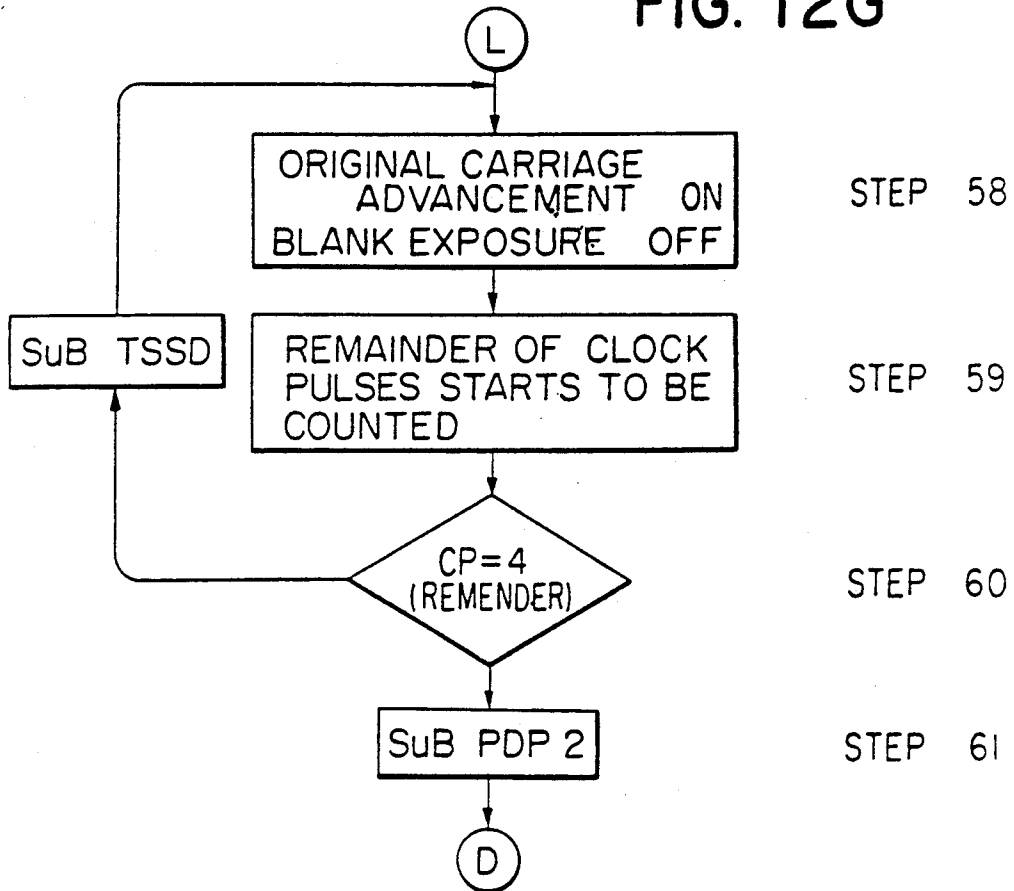 FIG. 12G
L
ORIGINAL CARRIAGE
ADVANCEMENT ON
BLANK EXPOSURE OFF
STEP 58
SuB TSSD
REMAINDER OF CLOCK
PULSES STARTS TO BE
COUNTED
STEP 59
CP=4
(REMENDER)
STEP 60
SuB PDP 2
STEP 61
D